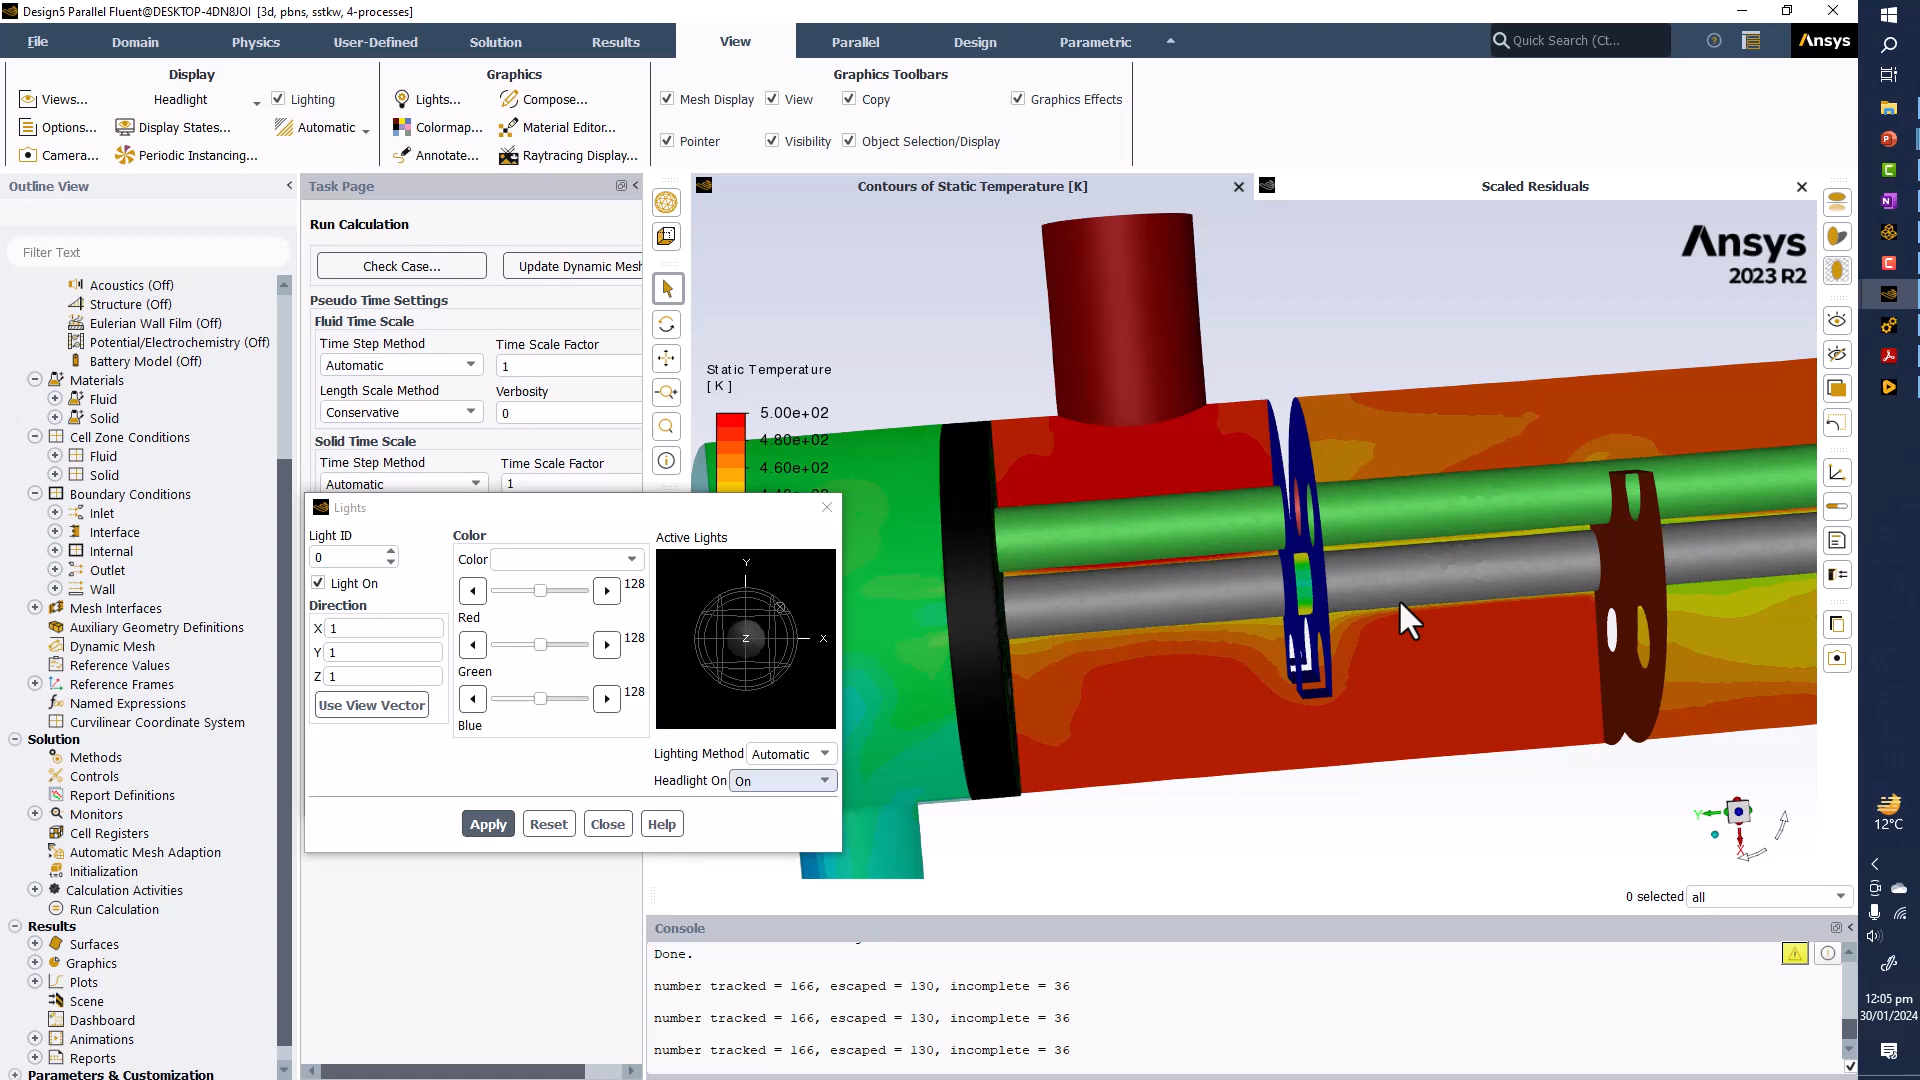 Design5 Parallel Fluent@DESKTOP-4DN8JOI [3d, pbns, sstkw, 4-processes]
File
Domain
Physics
User-Defined
Solution
Results
View
Parallel
Design
Parametric
Quick Search (Ct...
Ansys
Display
Views...
Headlight
Lighting
Options...
Display States...
Automatic
Camera...
Periodic Instancing...
Graphics
Lights...
Compose...
Colormap...
Material Editor...
Annotate...
Raytracing Display...
Graphics Toolbars
Mesh Display
View
Copy
Graphics Effects
Pointer
Visibility
Object Selection/Display
Outline View
Filter Text
Acoustics (Off)
Structure (Off)
Eulerian Wall Film (Off)
Potential/Electrochemistry (Off)
Battery Model (Off)
Materials
Fluid
Solid
Cell Zone Conditions
Fluid
Solid
Boundary Conditions
Inlet
Interface
Internal
Outlet
Wall
Mesh Interfaces
Auxiliary Geometry Definitions
Dynamic Mesh
Reference Values
Reference Frames
Named Expressions
Curvilinear Coordinate System
Solution
Methods
Controls
Report Definitions
Monitors
Cell Registers
Automatic Mesh Adaption
Initialization
Calculation Activities
Run Calculation
Results
Surfaces
Graphics
Plots
Scene
Dashboard
Animations
Reports
Parameters & Customization
Task Page
Run Calculation
Check Case...
Update Dynamic Mesh
Pseudo Time Settings
Fluid Time Scale
Time Step Method
Time Scale Factor
Automatic
1
Length Scale Method
Verbosity
Conservative
0
Solid Time Scale
Time Step Method
Time Scale Factor
Automatic
1
Lights
Light ID
0
Light On
Direction
X 1
Y 1
Z 1
Use View Vector
Color
Color
128
Red
128
Green
128
Blue
Active Lights
Y
Z
X
Lighting Method Automatic
Headlight On On
Apply
Reset
Close
Help
Contours of Static Temperature [K]
Scaled Residuals
Ansys
2023 R2
Static Temperature
[ K ]
5.00e+02
4.80e+02
4.60e+02
Y
X
0 selected all
Console
Done.
number tracked = 166, escaped = 130, incomplete = 36
number tracked = 166, escaped = 130, incomplete = 36
number tracked = 166, escaped = 130, incomplete = 36
12°C
12:05 pm
30/01/2024